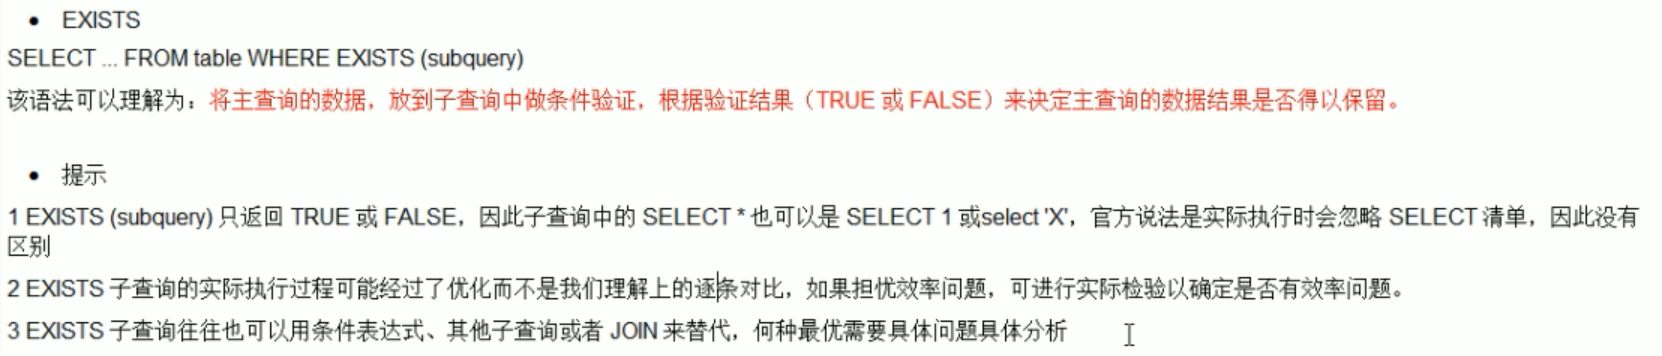 • EXISTS
SELECT ... FROM table WHERE EXISTS (subquery)
该语法可以理解为：将主查询的数据，放到子查询中做条件验证，根据验证结果（TRUE 或 FALSE）来决定主查询的数据结果是否得以保留。
• 提示
1 EXISTS (subquery) 只返回 TRUE 或 FALSE，因此子查询中的 SELECT * 也可以是 SELECT 1 或select 'X'，官方说法是实际执行时会忽略 SELECT 清单，因此没有
区别
2 EXISTS 子查询的实际执行过程可能经过了优化而不是我们理解上的逐条对比，如果担忧效率问题，可进行实际检验以确定是否有效率问题。
3 EXISTS 子查询往往也可以用条件表达式、其他子查询或者 JOIN 来替代，何种最优需要具体问题具体分析